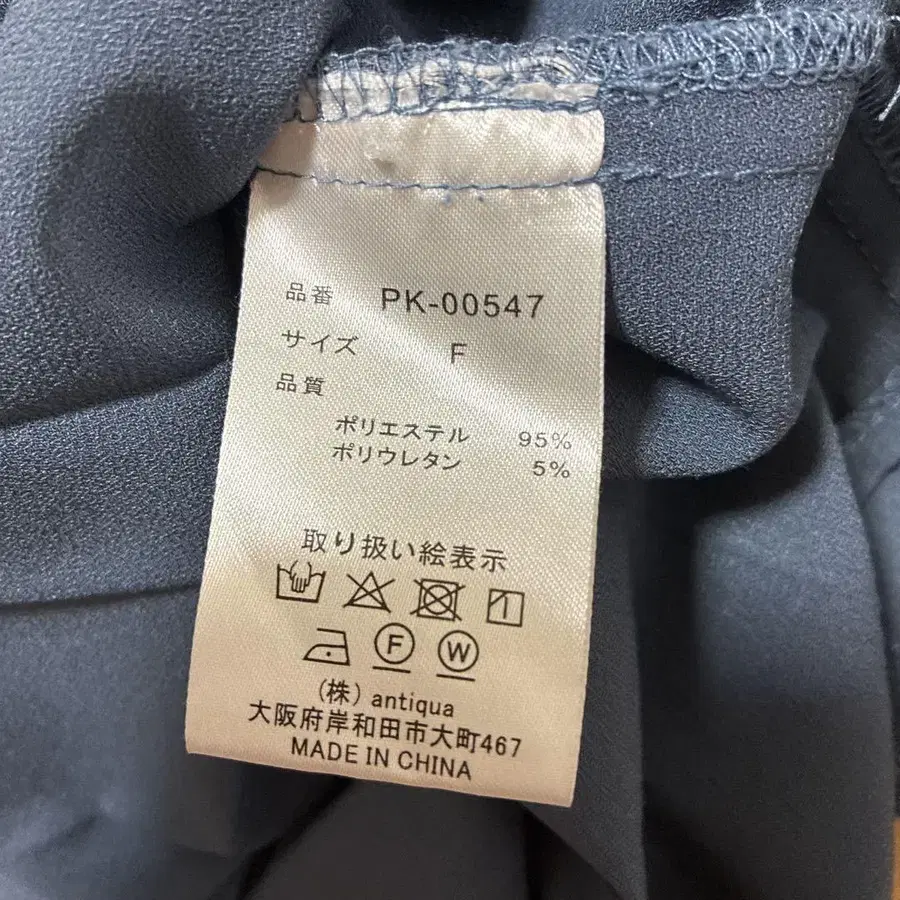 品番 PK-00547
サイズ F
品質
ポリエステル 95%
ポリウレタン 5%
取り扱い絵表示
F W
(株) antiqua
大阪府岸和田市大町467
MADE IN CHINA